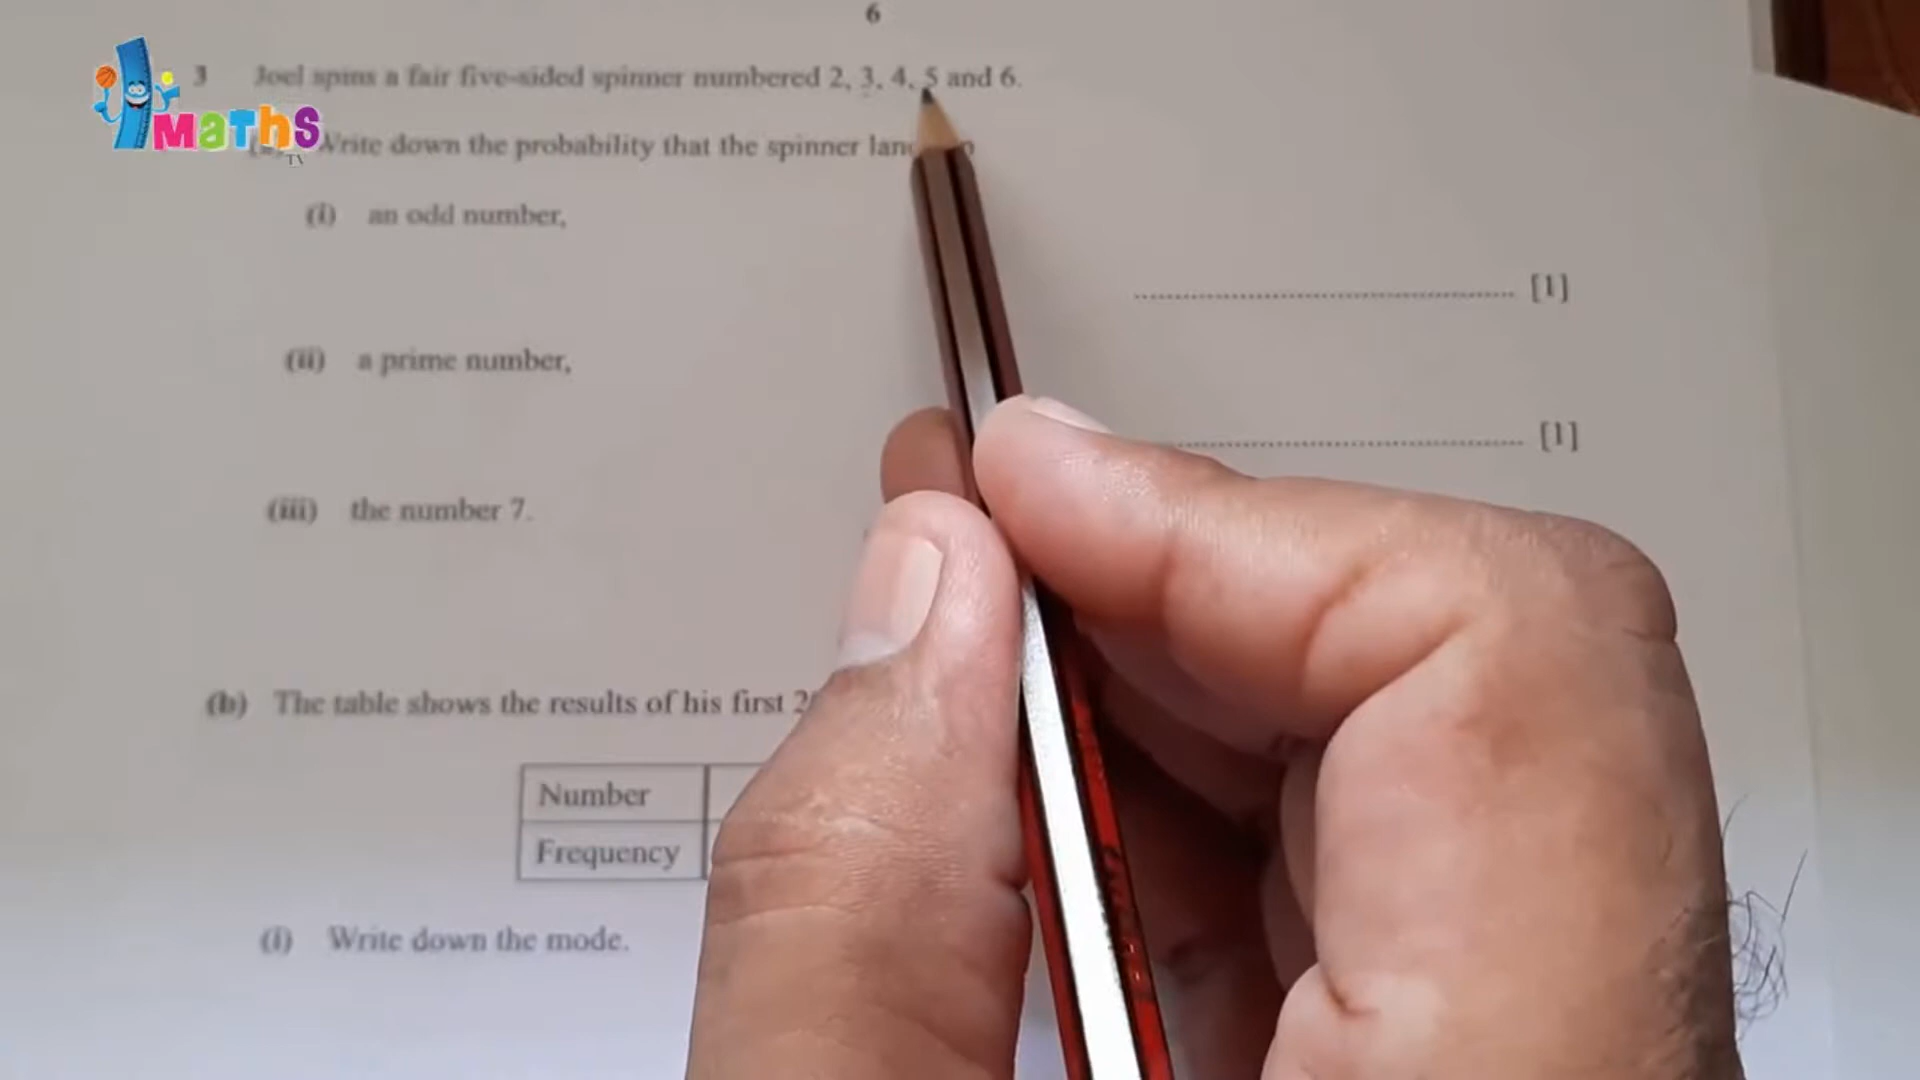 6
3 Joel spins a fair five-sided spinner numbered 2, 3, 4, 5 and 6.
MaThs
TV
Write down the probability that the spinner
(i) an odd number,
[1]
(ii) a prime number,
[1]
(iii) the number 7.
(b) The table shows the results of his first
Number
Frequency
(i) Write down the mode.